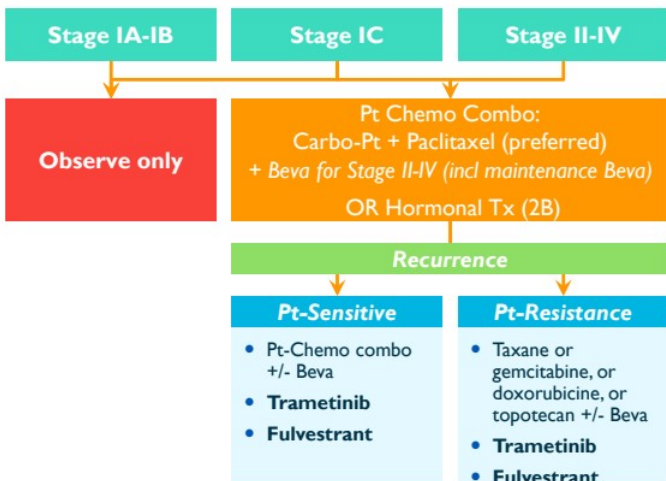 Stage IA-IB
Stage IC
Stage II-IV
Observe only
Pt Chemo Combo:
Carbo-Pt + Paclitaxel (preferred)
+ Beva for Stage II-IV (incl maintenance Beva)
OR Hormonal Tx (2B)
Recurrence
Pt-Sensitive
• Pt-Chemo combo
+/- Beva
• Trametinib
• Fulvestrant
Pt-Resistance
• Taxane or
gemcitabine, or
doxorubicine, or
topotecan +/- Beva
• Trametinib
• Fulvestrant